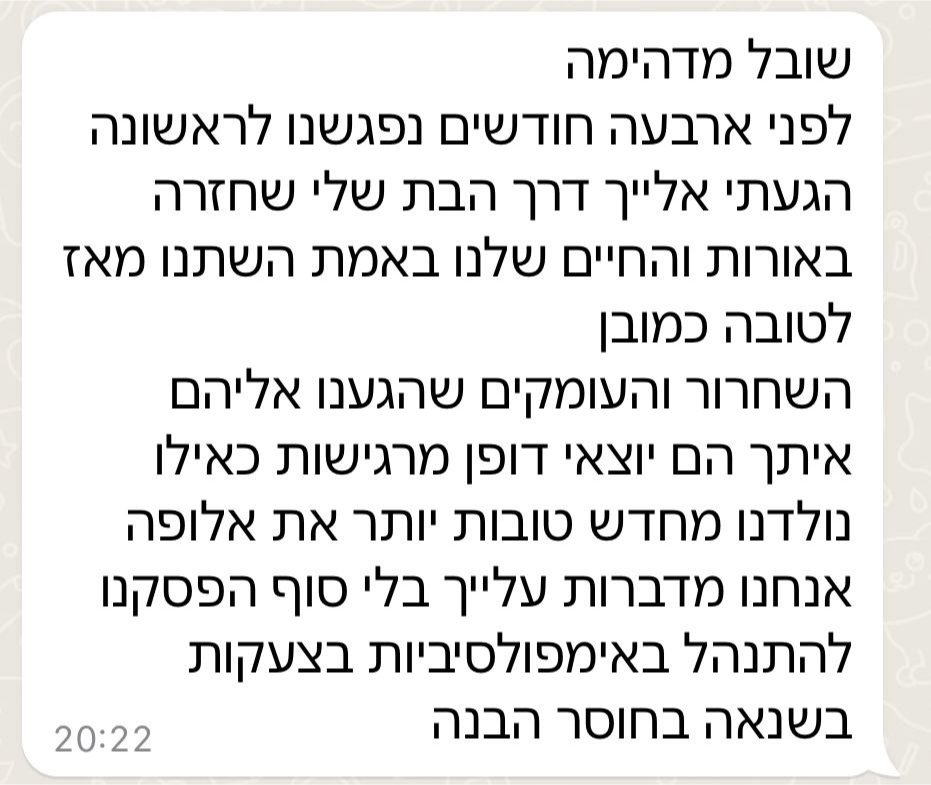 שובל מדהימה
לפני ארבעה חודשים נפגשנו לראשונה
הגעתי אלייך דרך הבת שלי שחזרה
באורות והחיים שלנו באמת השתנו מאז
לטובה כמובן
השחרור והעומקים שהגענו אליהם
איתך הם יוצאי דופן מרגישות כאילו
נולדנו מחדש טובות יותר את אלופה
אנחנו מדברות עלייך בלי סוף הפסקנו
להתנהל באימפולסיביות בצעקות
בשנאה בחוסר הבנה
20:22